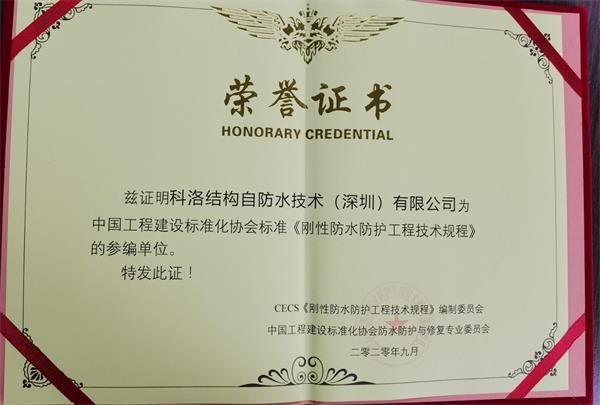 荣誉证书
HONORARY CREDENTIAL
兹证明科洛结构自防水技术（深圳）有限公司为
中国工程建设标准化协会标准《刚性防水防护工程技术规程》
的参编单位。
特发此证！
CECS《刚性防水防护工程技术规程》编制委员会
中国工程建设标准化协会防水防护与修复专业委员会
二零二零年九月